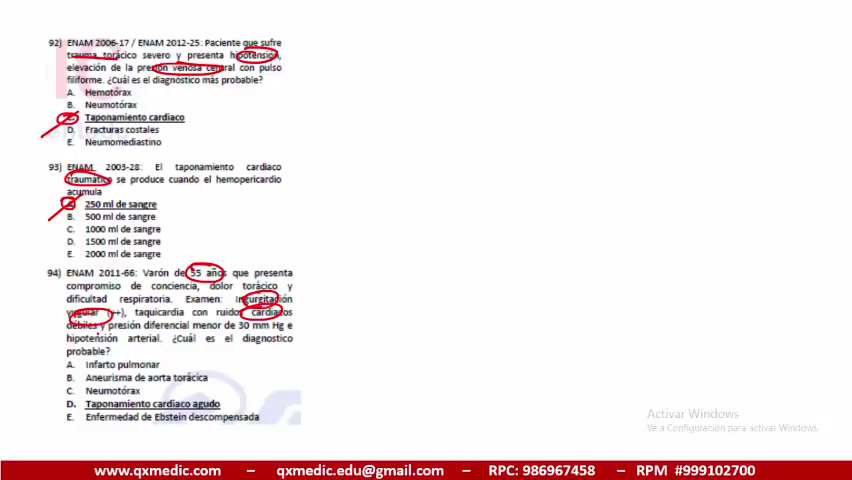 92) ENAM 2006-17 / ENAM 2012-25: Paciente que sufre
trauma torácico severo y presenta hipotensión,
elevación de la presión venosa central con pulso
filiforme. ¿Cuál es el diagnóstico más probable?
A. Hemotórax
B. Neumotórax
C. Taponamiento cardiaco
D. Fracturas costales
E. Neumomediastino
93) ENAM 2003-28: El taponamiento cardiaco
traumático se produce cuando el hemopericardio
acumula
A. 250 ml de sangre
B. 500 ml de sangre
C. 1000 ml de sangre
D. 1500 ml de sangre
E. 2000 ml de sangre
94) ENAM 2011-66: Varón de 55 años que presenta
compromiso de conciencia, dolor torácico y
dificultad respiratoria. Examen: Ingurgitación
yugular (++), taquicardia con ruidos cardiacos
débiles y presión diferencial menor de 30 mm Hg e
hipotensión arterial. ¿Cuál es el diagnostico
probable?
A. Infarto pulmonar
B. Aneurisma de aorta torácica
C. Neumotórax
D. Taponamiento cardiaco agudo
E. Enfermedad de Ebstein descompensada
Activar Windows
Ve a Configuración para activar Windows.
www.qxmedic.com – qxmedic.edu@gmail.com – RPC: 986967458 – RPM #999102700